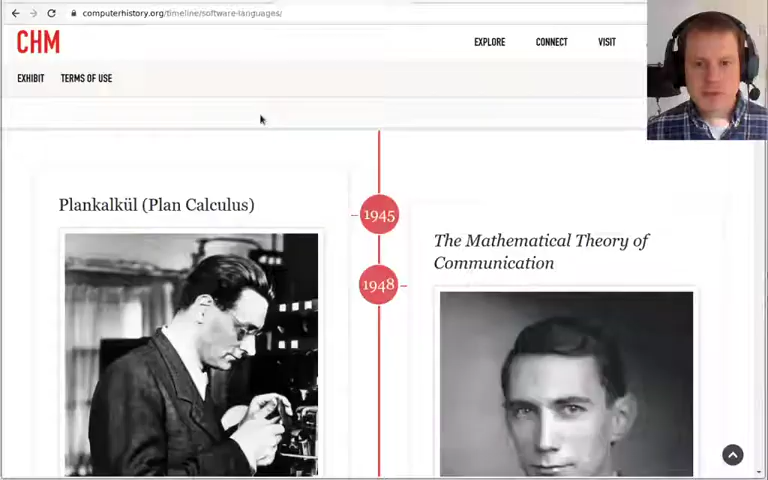 computerhistory.org/timeline/software-languages/
CHM
EXPLORE
CONNECT
VISIT
EXHIBIT
TERMS OF USE
Plankalkül (Plan Calculus)
1945
The Mathematical Theory of
Communication
1948